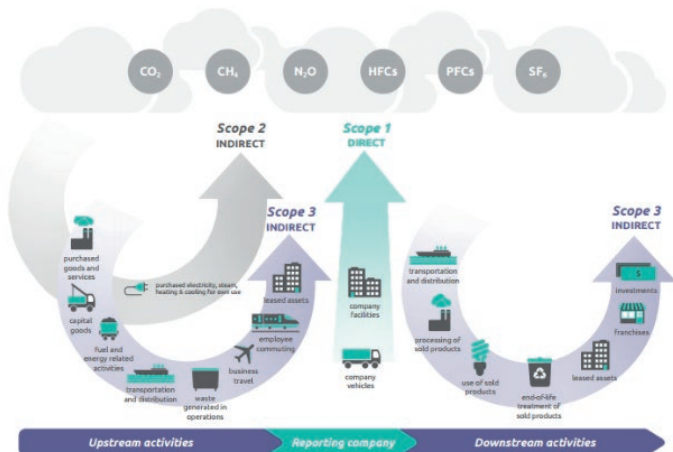 CO₂ CH₄ N₂O HFCs PFCs SF₆
Scope 2
INDIRECT
Scope 1
DIRECT
Scope 3
INDIRECT
Scope 3
INDIRECT
purchased
goods and
services
capital
goods
fuel and
energy related
activities
transportation
and distribution
waste
generated in
operations
business
travel
employee
commuting
leased assets
purchased electricity, steam,
heating & cooling for own use
company
facilities
company
vehicles
transportation
and distribution
processing of
sold products
use of sold
products
end-of-life
treatment of
sold products
leased assets
franchises
$
investments
Upstream activities
Reporting company
Downstream activities